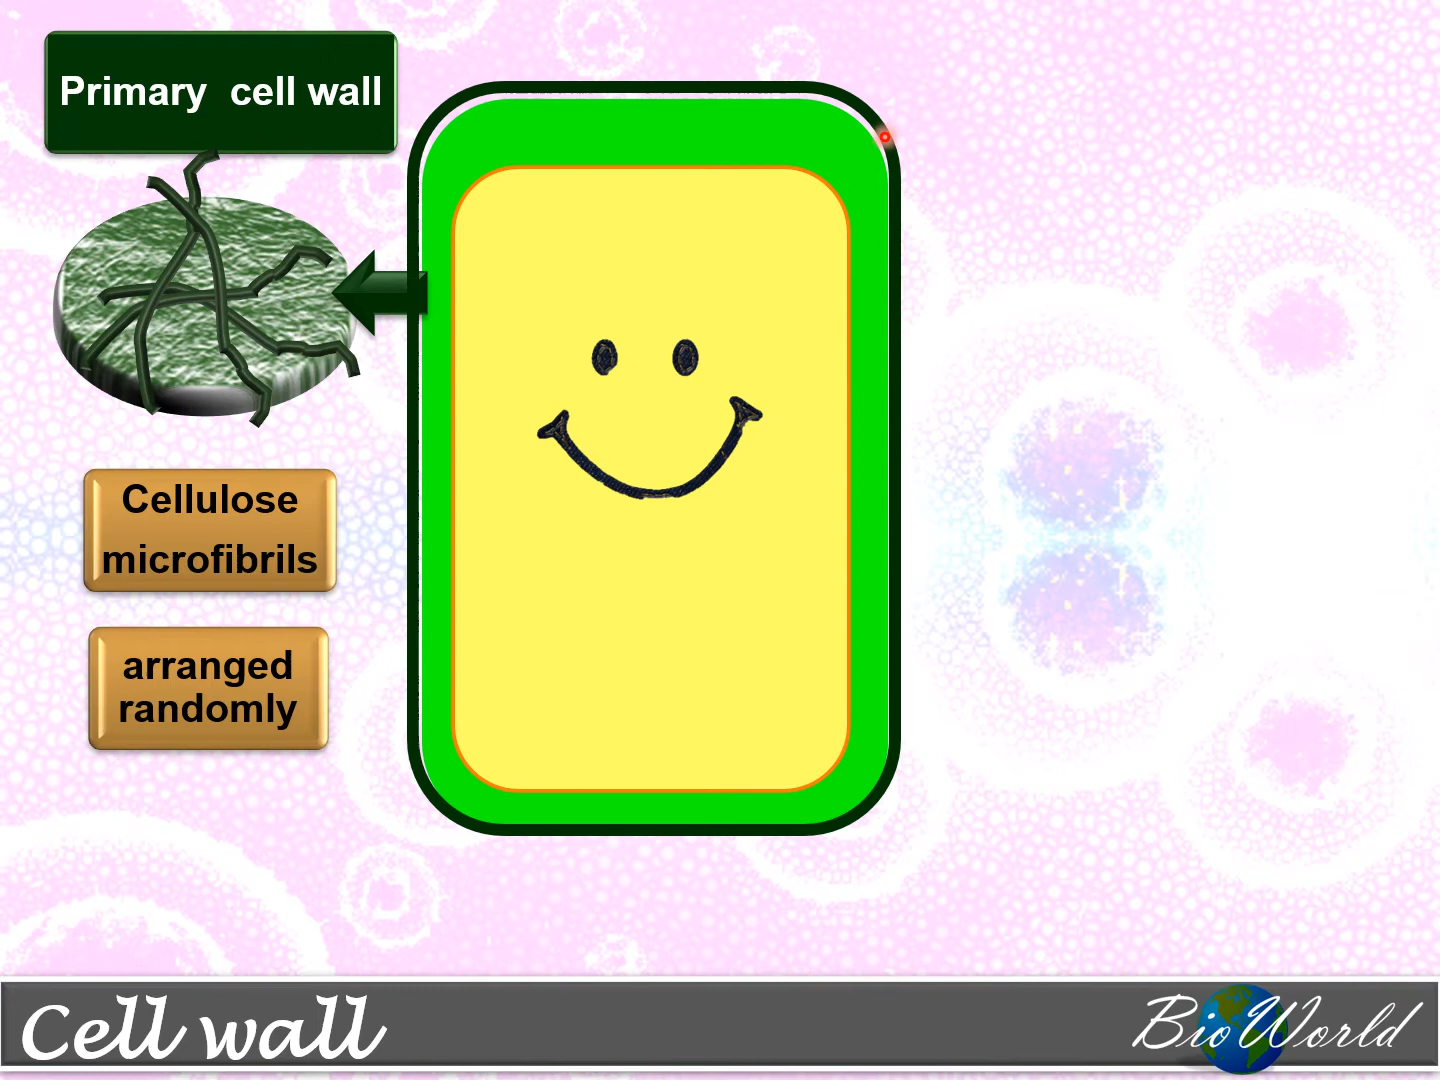 Primary cell wall
Cellulose
microfibrils
arranged
randomly
Cell wall
BioWorld